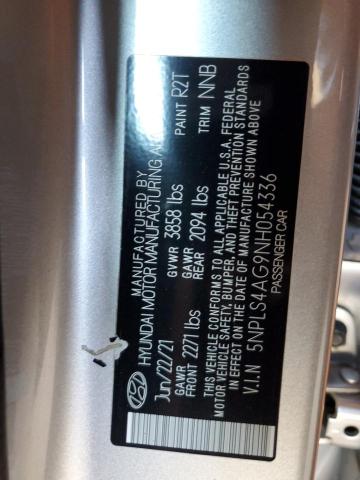 MANUFACTURED BY
HYUNDAI MOTOR MANUFACTURING
Jun/22/21 GVWR 3858 lbs PAINT R2T
GAWR FRONT 2271 lbs GAWR REAR 2094 lbs TRIM NNB
THIS VEHICLE CONFORMS TO ALL APPLICABLE U.S.A. FEDERAL
MOTOR VEHICLE SAFETY, BUMPER, AND THEFT PREVENTION STANDARDS
IN EFFECT ON THE DATE OF MANUFACTURE SHOWN ABOVE
V.I.N 5NPLS4AG9NH054336
PASSENGER CAR